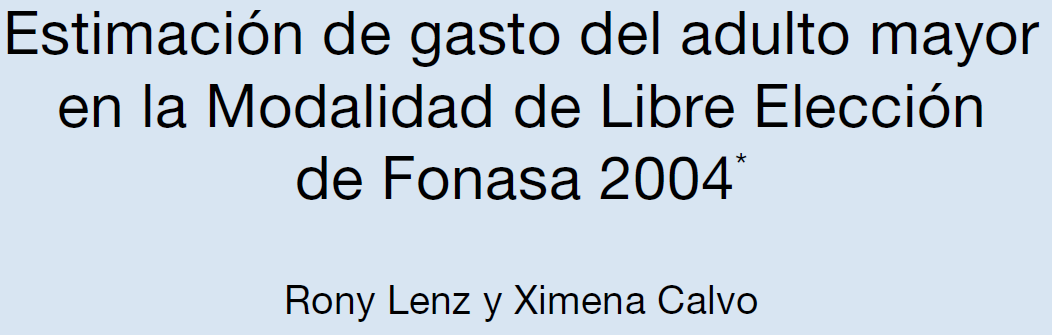 Estimación de gasto del adulto mayor
en la Modalidad de Libre Elección
de Fonasa 2004*
Rony Lenz y Ximena Calvo